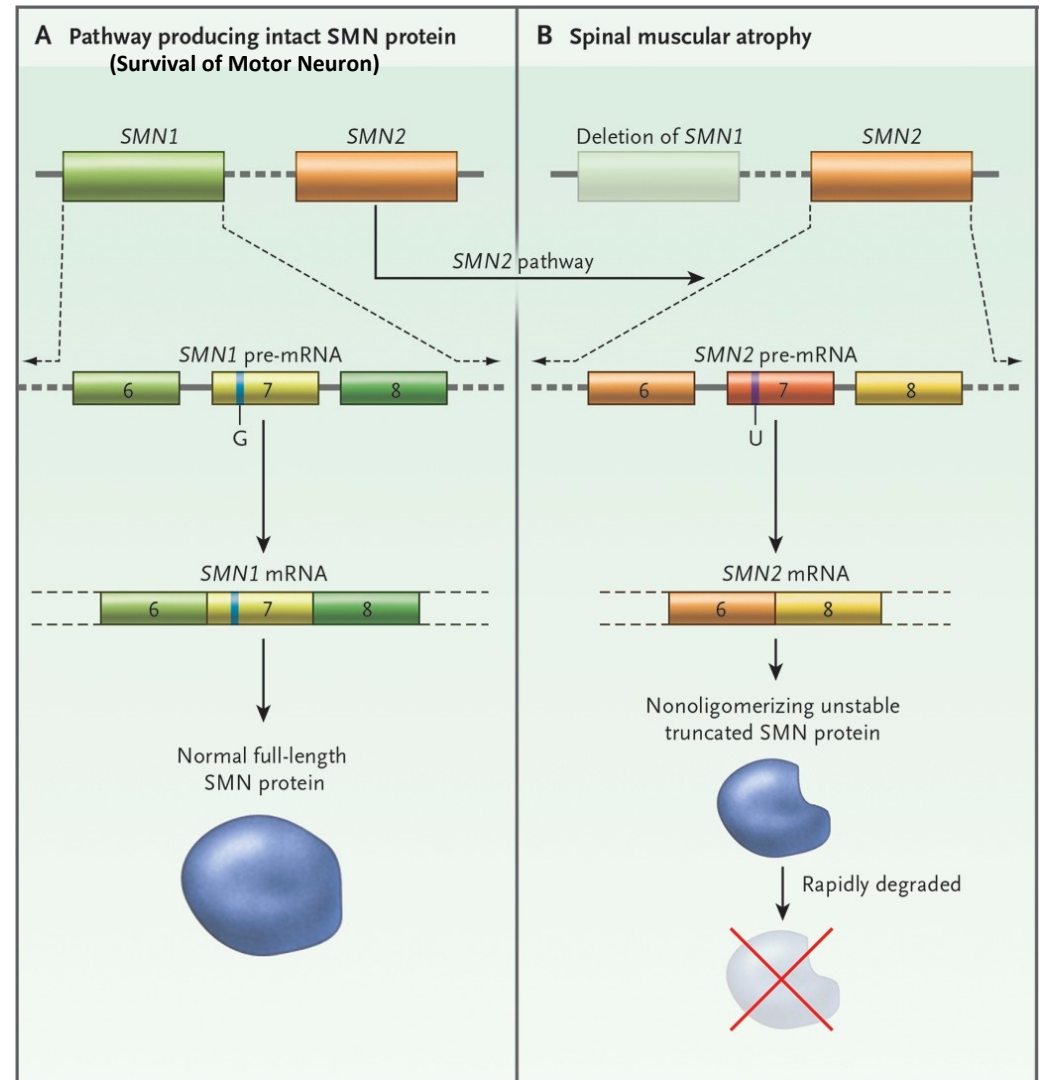 A Pathway producing intact SMN protein
(Survival of Motor Neuron)
SMN1
SMN2
SMN2 pathway
SMN1 pre-mRNA
6
7
8
G
SMN1 mRNA
6
7
8
Normal full-length
SMN protein
B Spinal muscular atrophy
Deletion of SMN1
SMN2
SMN2 pre-mRNA
6
7
8
U
SMN2 mRNA
6
8
Nonoligomerizing unstable
truncated SMN protein
Rapidly degraded